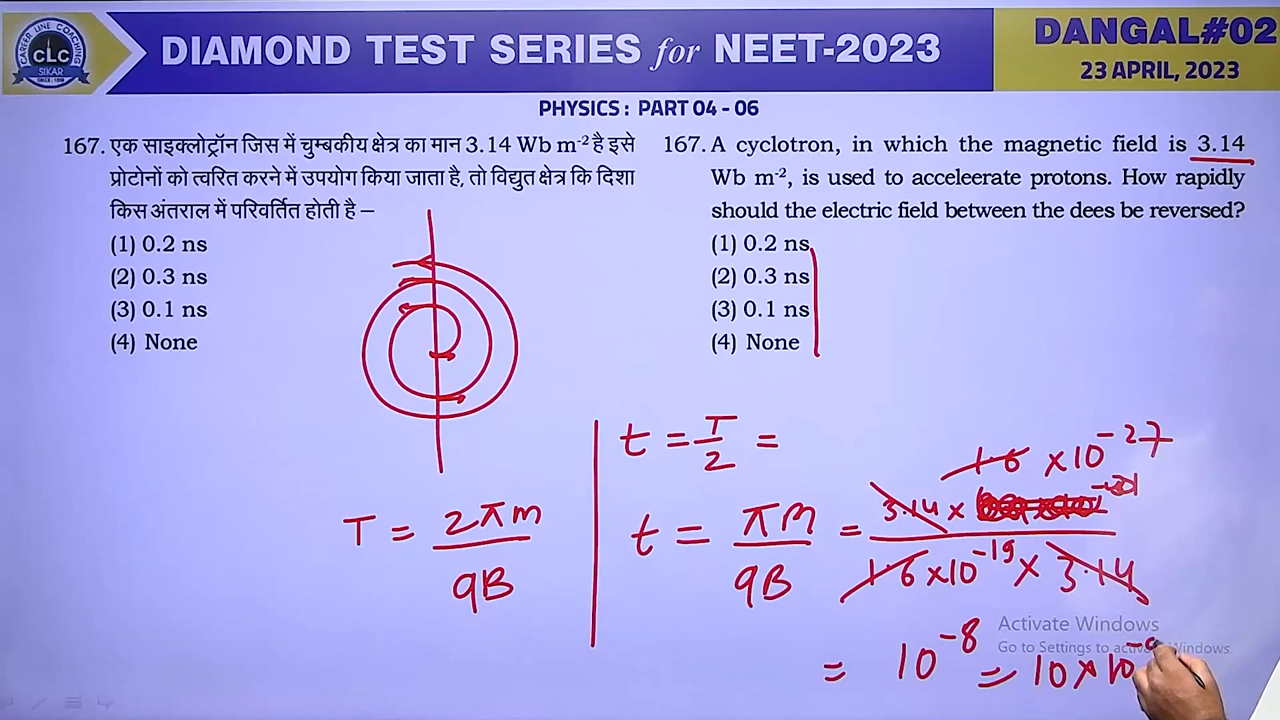 CAREER LINE COACHING
CLC
SIKAR
SINCE : 1996
DIAMOND TEST SERIES for NEET-2023
DANGAL#02
23 APRIL, 2023
PHYSICS : PART 04 - 06
167. एक साइक्लोट्रॉन जिस में चुम्बकीय क्षेत्र का मान 3.14 Wb m⁻² है इसे
प्रोटोनों को त्वरित करने में उपयोग किया जाता है, तो विद्युत क्षेत्र कि दिशा
किस अंतराल में परिवर्तित होती है –
(1) 0.2 ns
(2) 0.3 ns
(3) 0.1 ns
(4) None
167. A cyclotron, in which the magnetic field is 3.14
Wb m⁻², is used to acceleerate protons. How rapidly
should the electric field between the dees be reversed?
(1) 0.2 ns
(2) 0.3 ns
(3) 0.1 ns
(4) None
T = 2πm / qB
t = T/2 =
t = πm / qB = 3.14 × 1.6 × 10⁻²⁷ / 1.6 × 10⁻¹⁹ × 3.14
= 10⁻⁸ = 10 × 10⁻⁹
Activate Windows
Go to Settings to activate Windows.